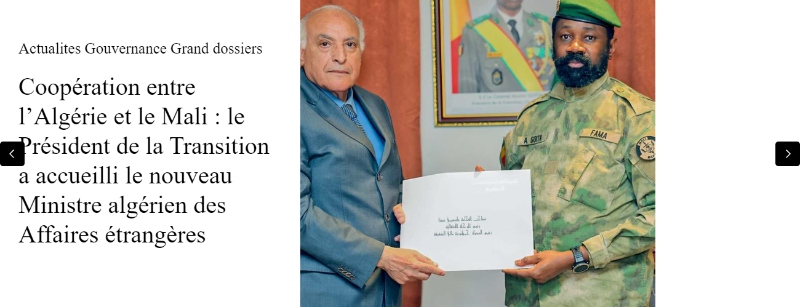 Actualites Gouvernance Grand dossiers
Coopération entre
l’Algérie et le Mali : le
Président de la Transition
a accueilli le nouveau
Ministre algérien des
Affaires étrangères
A. GOITA
FAMA